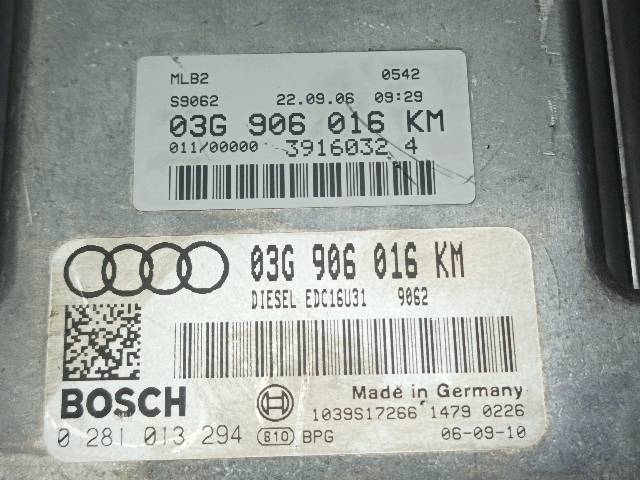 MLB2 0542
S9062 22.09.06 09:29
03G 906 016 KM
011/00000 3916032 4
03G 906 016 KM
DIESEL EDC16U31 9062
BOSCH
Made in Germany
1039S17266 1479 0226
0 281 013 294 810 BPG 06-09-10